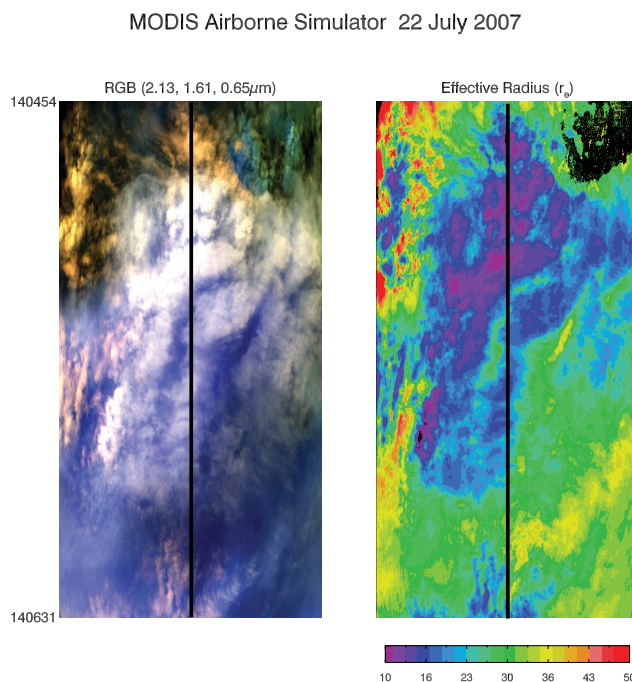 MODIS Airborne Simulator 22 July 2007
RGB (2.13, 1.61, 0.65μm)
Effective Radius (rₑ)
140454
140631
10 16 23 30 36 43 50